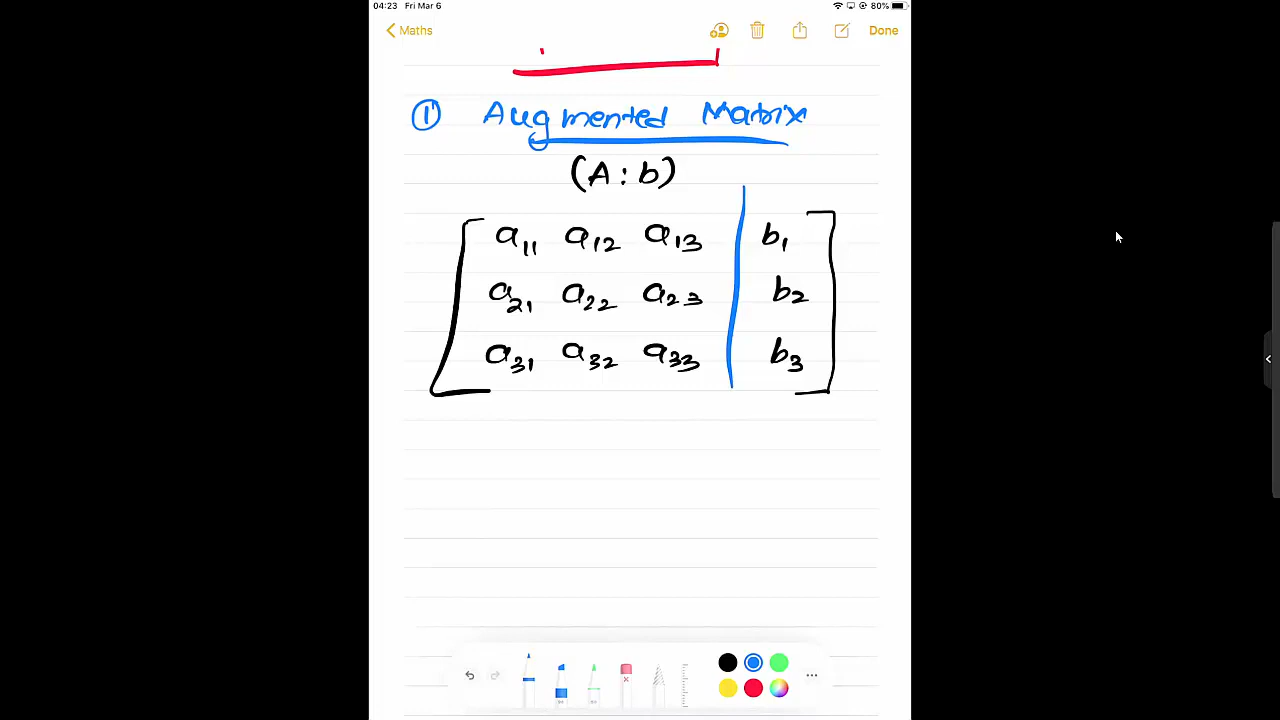 04:23 Fri Mar 6 80%
Maths Done
① Augmented Matrix
(A : b)
a₁₁ a₁₂ a₁₃ b₁
a₂₁ a₂₂ a₂₃ b₂
a₃₁ a₃₂ a₃₃ b₃